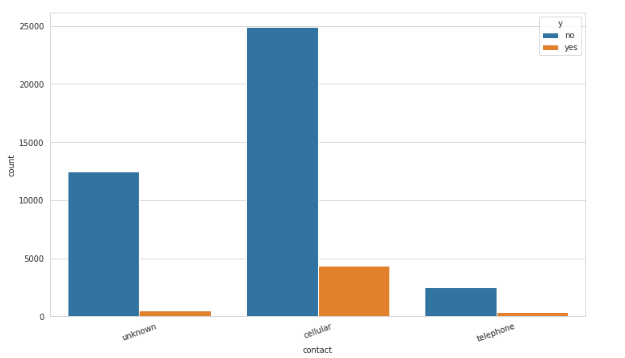 25000
20000
15000
10000
5000
0
count
unknown
cellular
telephone
contact
y
no
yes